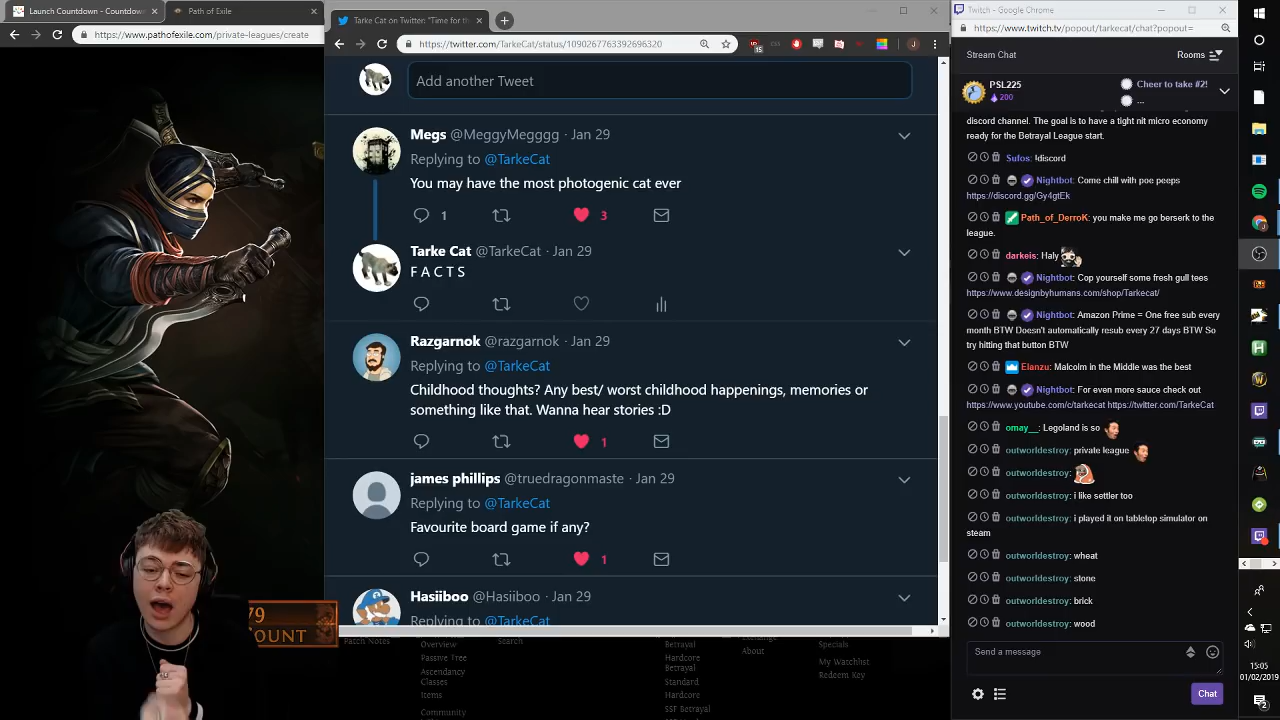 Launch Countdown - Countdow
Path of Exile
https://www.pathofexile.com/private-leagues/create
Tarke Cat on Twitter: "Time for th
https://twitter.com/TarkeCat/status/1090267763392696320
15
Add another Tweet
Megs @MeggyMegggg · Jan 29
Replying to @TarkeCat
You may have the most photogenic cat ever
1
3
Tarke Cat @TarkeCat · Jan 29
F A C T S
Razgarnok @razgarnok · Jan 29
Replying to @TarkeCat
Childhood thoughts? Any best/ worst childhood happenings, memories or
something like that. Wanna hear stories :D
1
james phillips @truedragonmaste · Jan 29
Replying to @TarkeCat
Favourite board game if any?
1
Hasiiboo @Hasiiboo · Jan 29
Replying to @TarkeCat
79
OUNT
Patch Notes
Overview
Passive Tree
Ascendancy
Classes
Items
Community
Search
Betrayal
Hardcore
Betrayal
Standard
Hardcore
SSF Betrayal
Exchange
About
Specials
My Watchlist
Redeem Key
Twitch - Google Chrome
https://www.twitch.tv/popout/tarkecat/chat?popout=
Stream Chat
Rooms
PSL225
200
Cheer to take #2!
...
discord channel. The goal is to have a tight nit micro economy
ready for the Betrayal League start.
Sufos: !discord
Nightbot: Come chill with poe peeps
https://discord.gg/Gy4gtEk
Path_of_DerroK: you make me go berserk to the
league.
darkeis: Haly
Nightbot: Cop yourself some fresh gull tees
https://www.designbyhumans.com/shop/Tarkecat/
Nightbot: Amazon Prime = One free sub every
month BTW Doesn't automatically resub every 27 days BTW So
try hitting that button BTW
Elanzu: Malcolm in the Middle was the best
Nightbot: For even more sauce check out
https://www.youtube.com/c/tarkecat https://twitter.com/TarkeCat
omay__: Legoland is so
outworldestroy: private league
outworldestroy:
outworldestroy: i like settler too
outworldestroy: i played it on tabletop simulator on
steam
outworldestroy: wheat
outworldestroy: stone
outworldestroy: brick
outworldestroy: wood
Send a message
Chat
15:09
01/02/2019